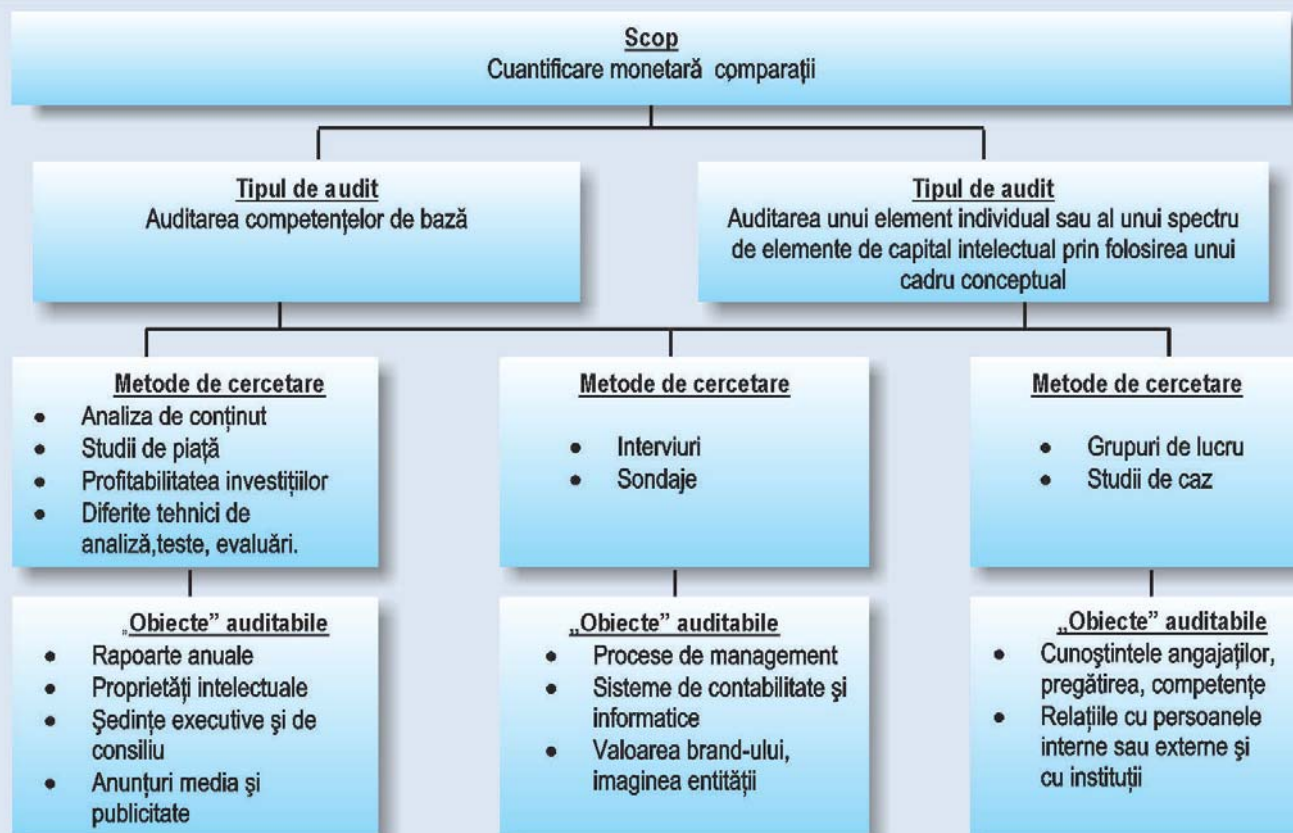 Scop
Cuantificare monetară comparații
Tipul de audit
Auditarea competențelor de bază
Tipul de audit
Auditarea unui element individual sau al unui spectru
de elemente de capital intelectual prin folosirea unui
cadru conceptual
Metode de cercetare
• Analiza de conținut
• Studii de piață
• Profitabilitatea investițiilor
• Diferite tehnici de
analiză,teste, evaluări.
Metode de cercetare
• Interviuri
• Sondaje
Metode de cercetare
• Grupuri de lucru
• Studii de caz
„Obiecte” auditabile
• Rapoarte anuale
• Proprietăți intelectuale
• Ședințe executive și de
consiliu
• Anunțuri media și
publicitate
„Obiecte” auditabile
• Procese de management
• Sisteme de contabilitate și
informatice
• Valoarea brand-ului,
imaginea entității
„Obiecte” auditabile
• Cunoștintele angajaților,
pregătirea, competențe
• Relațiile cu persoanele
interne sau externe și
cu instituții